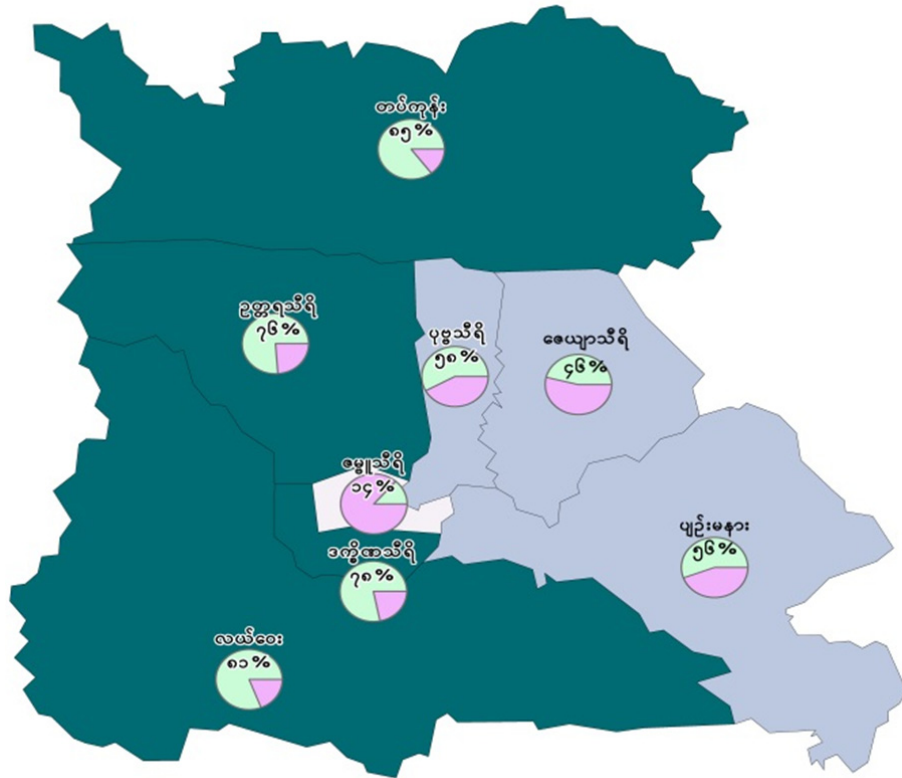 တပ်ကုန်း
၈၅%
ဥတ္တရသီရိ
၇၆%
ပုဗ္ဗသီရိ
၅၈%
ဇေယျာသီရိ
၄၆%
ဇမ္ဗူသီရိ
၁၄%
ပျဉ်းမနား
၅၆%
ဒက္ခိဏသီရိ
၇၈%
လယ်ဝေး
၈၁%